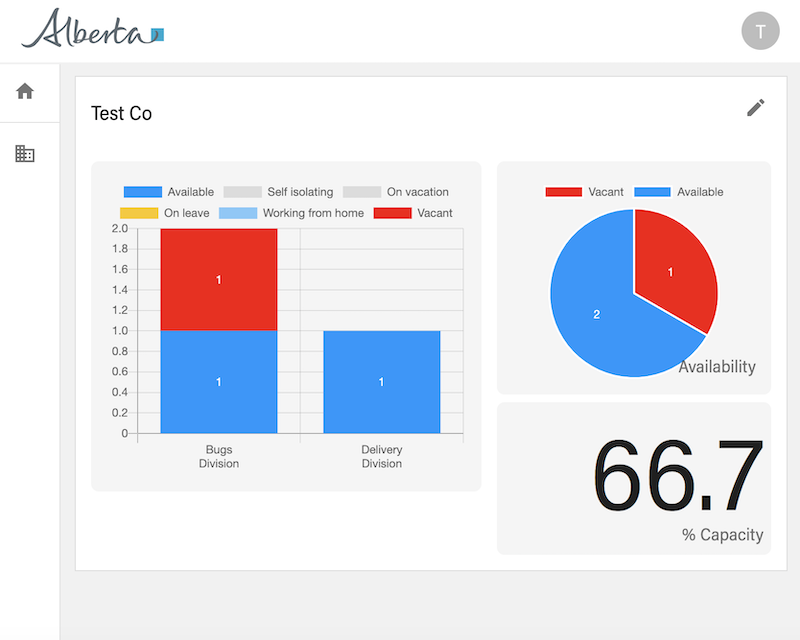 Alberta
T
Test Co
Available Self isolating On vacation
On leave Working from home Vacant
2.0
1.8
1.6
1.4
1.2
1.0
0.8
0.6
0.4
0.2
0
1
1
1
Bugs
Division
Delivery
Division
Vacant Available
1
2
Availability
66.7
% Capacity